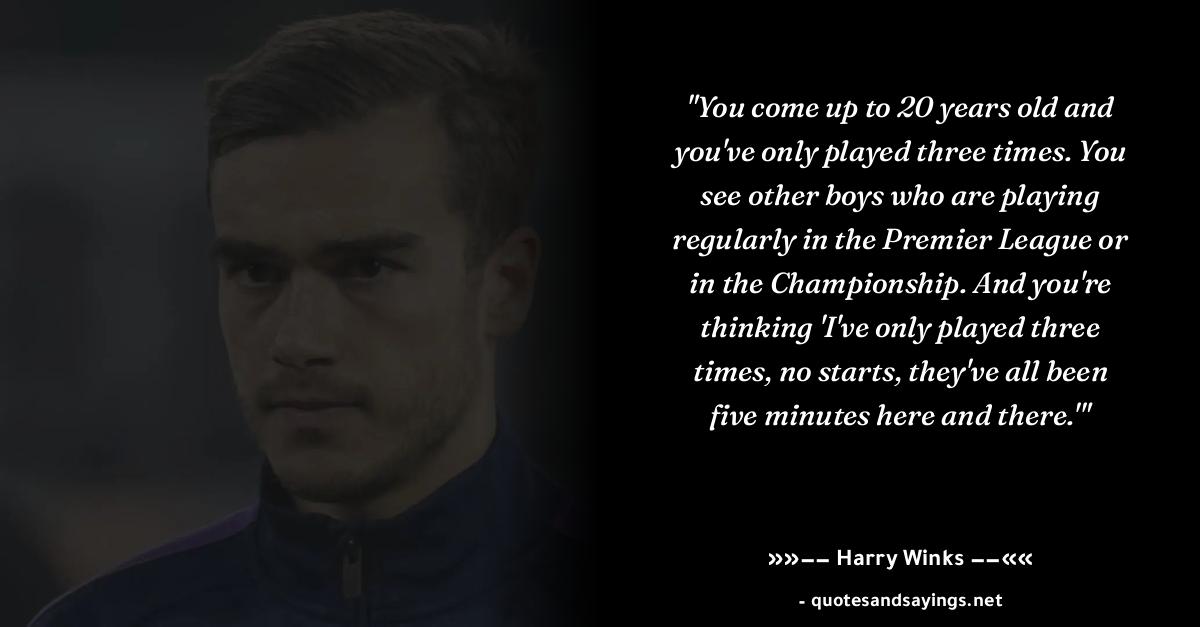 "You come up to 20 years old and
you've only played three times. You
see other boys who are playing
regularly in the Premier League or
in the Championship. And you're
thinking 'I've only played three
times, no starts, they've all been
five minutes here and there.'"
»»–– Harry Winks ––««
- quotesandsayings.net